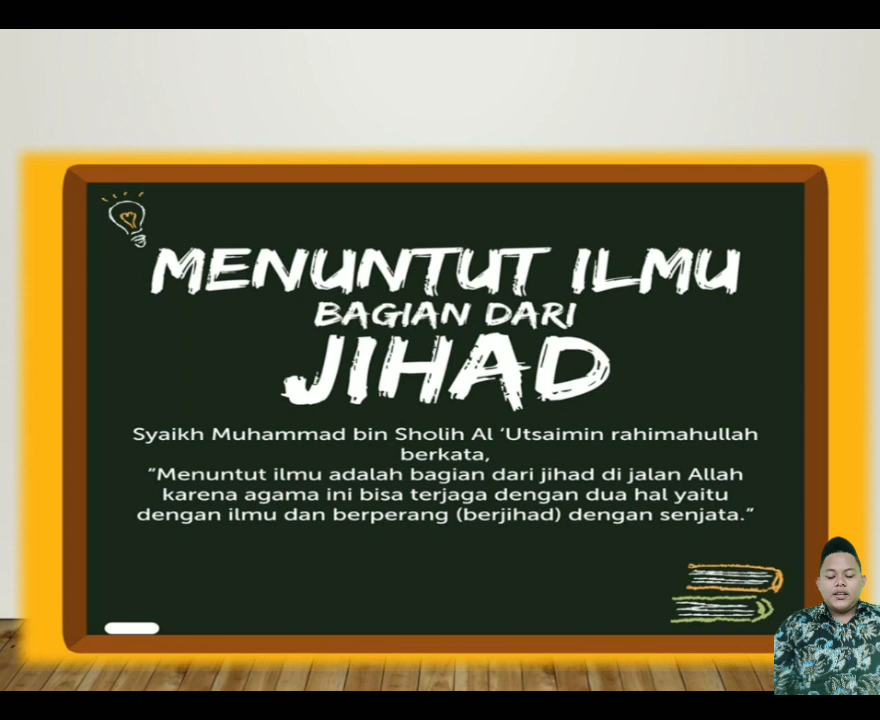 MENUNTUT ILMU
BAGIAN DARI
JIHAD
Syaikh Muhammad bin Sholih Al ‘Utsaimin rahimahullah
berkata,
“Menuntut ilmu adalah bagian dari jihad di jalan Allah
karena agama ini bisa terjaga dengan dua hal yaitu
dengan ilmu dan berperang (berjihad) dengan senjata.”